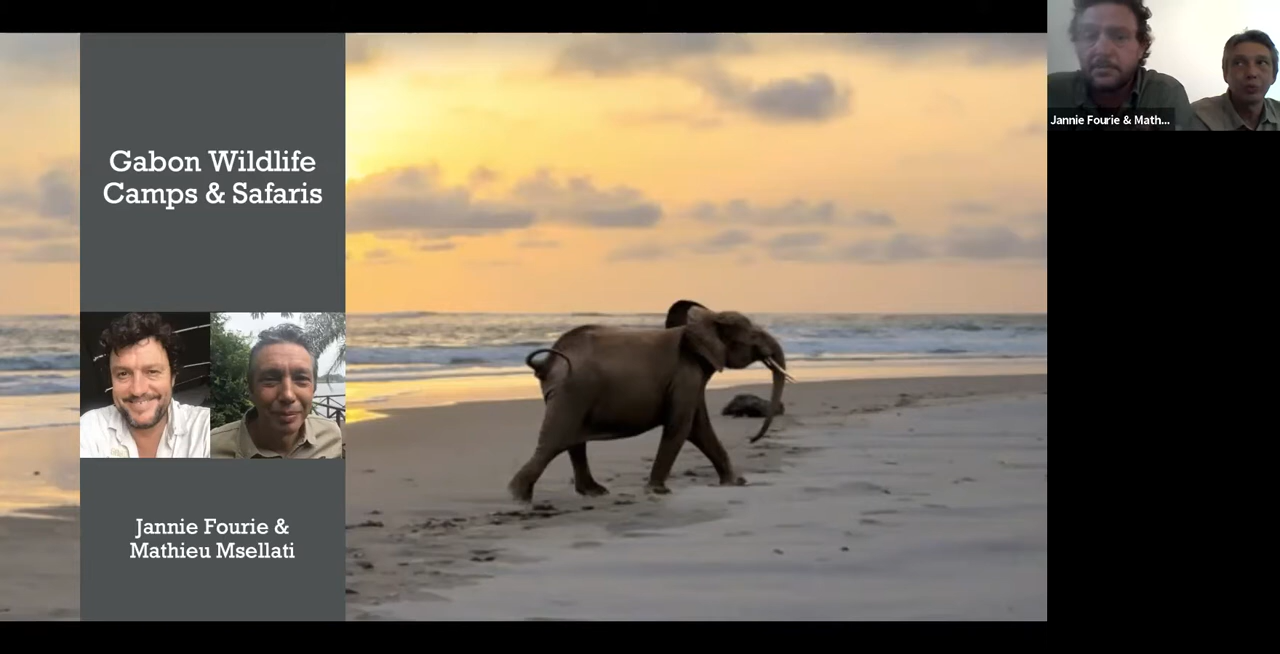 Gabon Wildlife
Camps & Safaris
Jannie Fourie &
Mathieu Msellati
Jannie Fourie & Math...